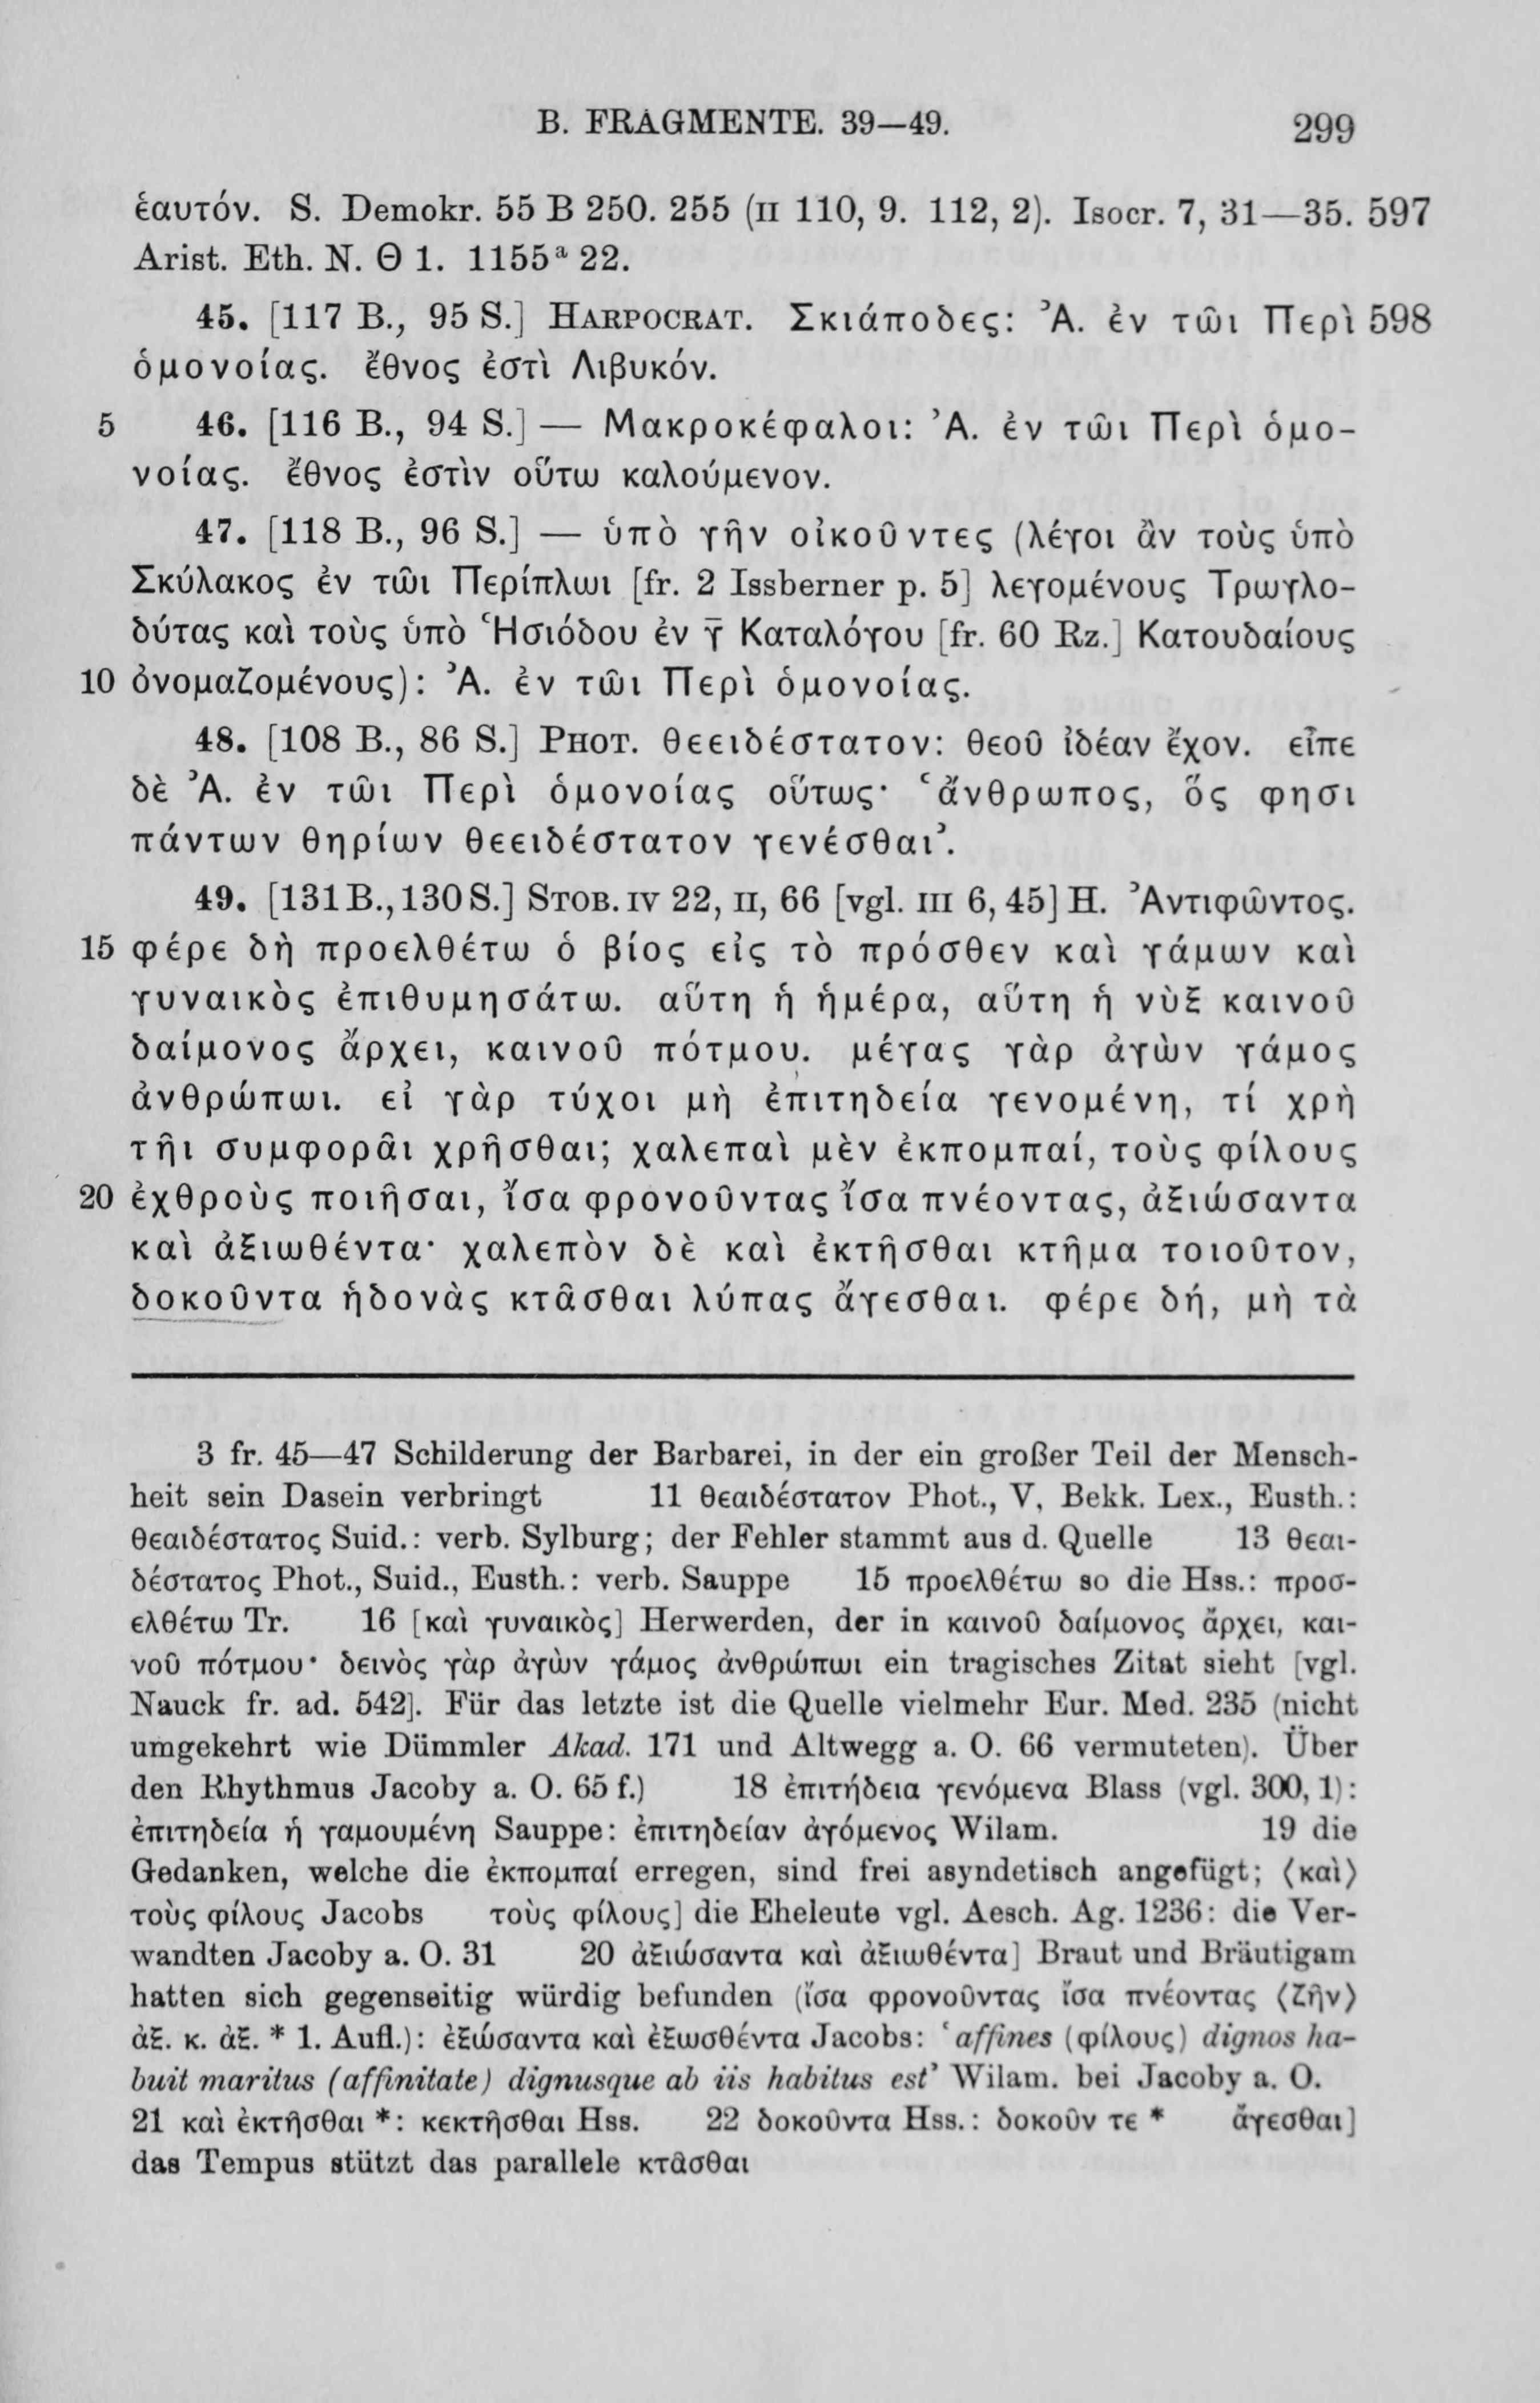 B. FRAGMENTE. 39—49. 299
ἑαυτόν. S. Demokr. 55 B 250. 255 (II 110, 9. 112, 2). Isocr. 7, 31—35. 597
Arist. Eth. N. Θ 1. 1155ᵃ 22.
45. [117 B., 95 S.] HARPOCRAT. Σκιάποδες: Ἀ. ἐν τῶι Περὶ 598
ὁμονοίας. ἔθνος ἐστὶ Λιβυκόν.
5 46. [116 B., 94 S.] — Μακροκέφαλοι: Ἀ. ἐν τῶι Περὶ ὁμο-
νοίας. ἔθνος ἐστὶν οὕτω καλούμενον.
47. [118 B., 96 S.] — ὑπὸ γῆν οἰκοῦντες (λέγοι ἂν τοὺς ὑπὸ
Σκύλακος ἐν τῶι Περίπλωι [fr. 2 Issberner p. 5] λεγομένους Τρωγλο-
δύτας καὶ τοὺς ὑπὸ Ἡσιόδου ἐν γ̄ Καταλόγου [fr. 60 Rz.] Κατουδαίους
10 ὀνομαζομένους): Ἀ. ἐν τῶι Περὶ ὁμονοίας.
48. [108 B., 86 S.] PHOT. θεειδέστατον: θεοῦ ἰδέαν ἔχον. εἶπε
δὲ Ἀ. ἐν τῶι Περὶ ὁμονοίας οὕτως· ‘ἄνθρωπος, ὅς φησι
πάντων θηρίων θεειδέστατον γενέσθαι’.
49. [131 B., 130 S.] STOB. IV 22, II, 66 [vgl. III 6, 45] H. Ἀντιφῶντος.
15 φέρε δὴ προελθέτω ὁ βίος εἰς τὸ πρόσθεν καὶ γάμων καὶ
γυναικὸς ἐπιθυμησάτω. αὕτη ἡ ἡμέρα, αὕτη ἡ νὺξ καινοῦ
δαίμονος ἄρχει, καινοῦ πότμου. μέγας γὰρ ἀγὼν γάμος
ἀνθρώπωι. εἰ γὰρ τύχοι μὴ ἐπιτηδεία γενομένη, τί χρὴ
τῆι συμφορᾶι χρῆσθαι; χαλεπαὶ μὲν ἐκπομπαί, τοὺς φίλους
20 ἐχθροὺς ποιῆσαι, ἴσα φρονοῦντας ἴσα πνέοντας, ἀξιώσαντα
καὶ ἀξιωθέντα· χαλεπὸν δὲ καὶ ἐκτῆσθαι κτῆμα τοιοῦτον,
δοκοῦντα ἡδονὰς κτᾶσθαι λύπας ἄγεσθαι. φέρε δή, μὴ τὰ
3 fr. 45—47 Schilderung der Barbarei, in der ein großer Teil der Mensch-
heit sein Dasein verbringt 11 θεαιδέστατον Phot., V, Bekk. Lex., Eusth.:
θεαιδέστατος Suid.: verb. Sylburg; der Fehler stammt aus d. Quelle 13 θεαι-
δέστατος Phot., Suid., Eusth.: verb. Sauppe 15 προελθέτω so die Hss.: προσ-
ελθέτω Tr. 16 [καὶ γυναικὸς] Herwerden, der in καινοῦ δαίμονος ἄρχει, και-
νοῦ πότμου· δεινὸς γὰρ ἀγὼν γάμος ἀνθρώπωι ein tragisches Zitat sieht [vgl.
Nauck fr. ad. 542]. Für das letzte ist die Quelle vielmehr Eur. Med. 235 (nicht
umgekehrt wie Dümmler Akad. 171 und Altwegg a. O. 66 vermuteten). Über
den Rhythmus Jacoby a. O. 65 f.) 18 ἐπιτήδεια γενόμενα Blass (vgl. 300, 1):
ἐπιτηδεία ἡ γαμουμένη Sauppe: ἐπιτηδείαν ἀγόμενος Wilam. 19 die
Gedanken, welche die ἐκπομπαί erregen, sind frei asyndetisch angefügt; ⟨καὶ⟩
τοὺς φίλους Jacobs τοὺς φίλους] die Eheleute vgl. Aesch. Ag. 1236: die Ver-
wandten Jacoby a. O. 31 20 ἀξιώσαντα καὶ ἀξιωθέντα] Braut und Bräutigam
hatten sich gegenseitig würdig befunden (ἴσα φρονοῦντας ἴσα πνέοντας ⟨ζῆν⟩
ἀξ. κ. ἀξ. * 1. Aufl.): ἐξώσαντα καὶ ἐξωσθέντα Jacobs: ‘affines (φίλους) dignos ha-
buit maritus (affinitate) dignusque ab iis habitus est’ Wilam. bei Jacoby a. O.
21 καὶ ἐκτῆσθαι *: κεκτῆσθαι Hss. 22 δοκοῦντα Hss.: δοκοῦν τε * ἄγεσθαι]
das Tempus stützt das parallele κτᾶσθαι